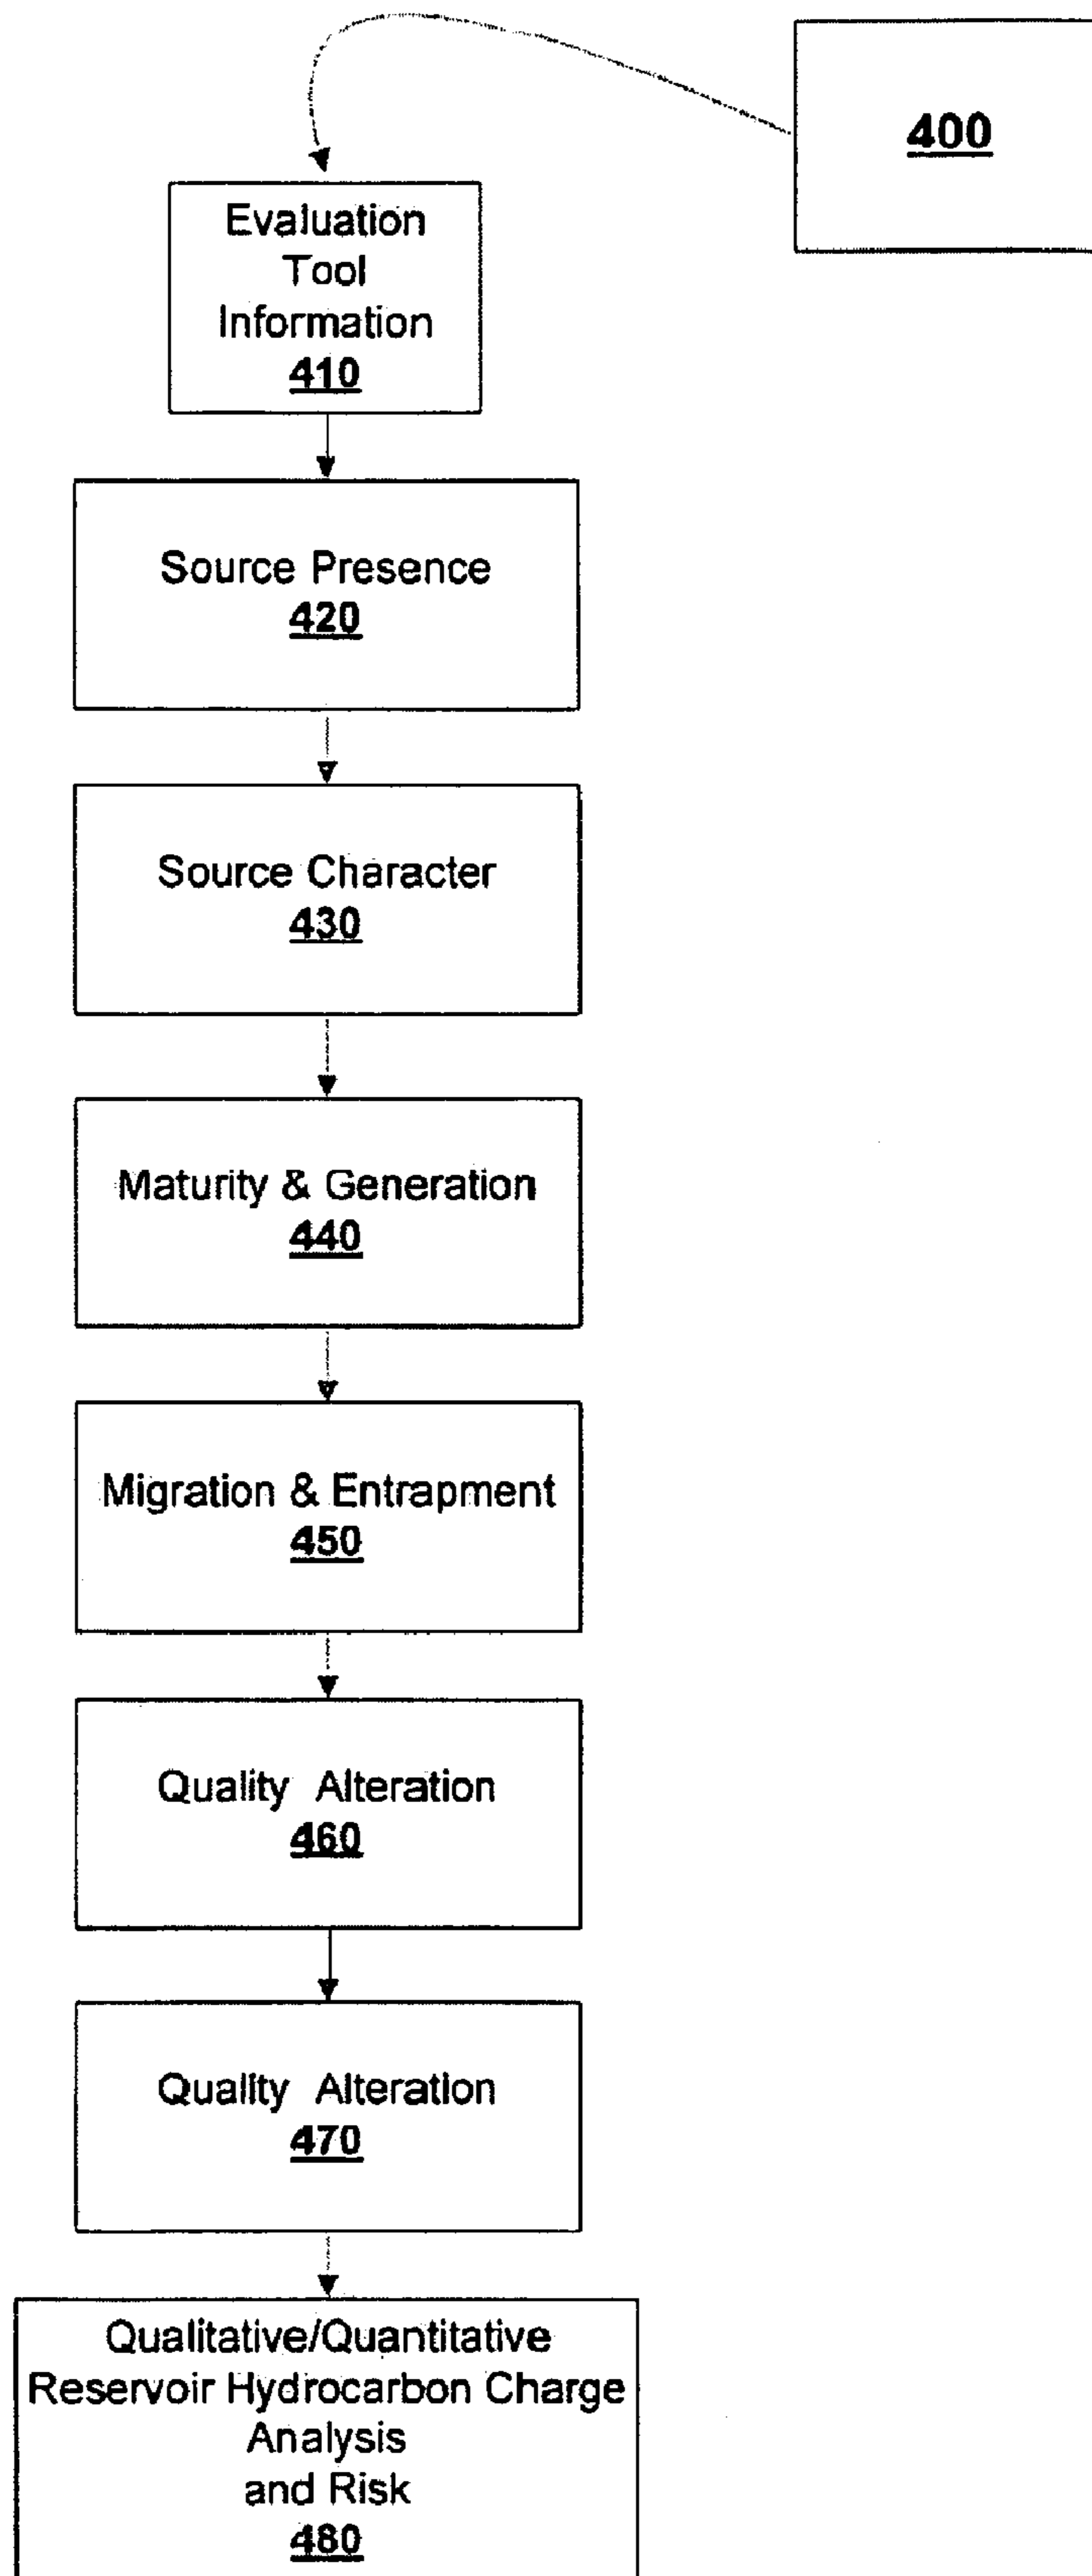 400
Evaluation
Tool
Information
410
Source Presence
420
Source Character
430
Maturity & Generation
440
Migration & Entrapment
450
Quality Alteration
460
Quality Alteration
470
Qualitative/Quantitative
Reservoir Hydrocarbon Charge
Analysis
and Risk
480